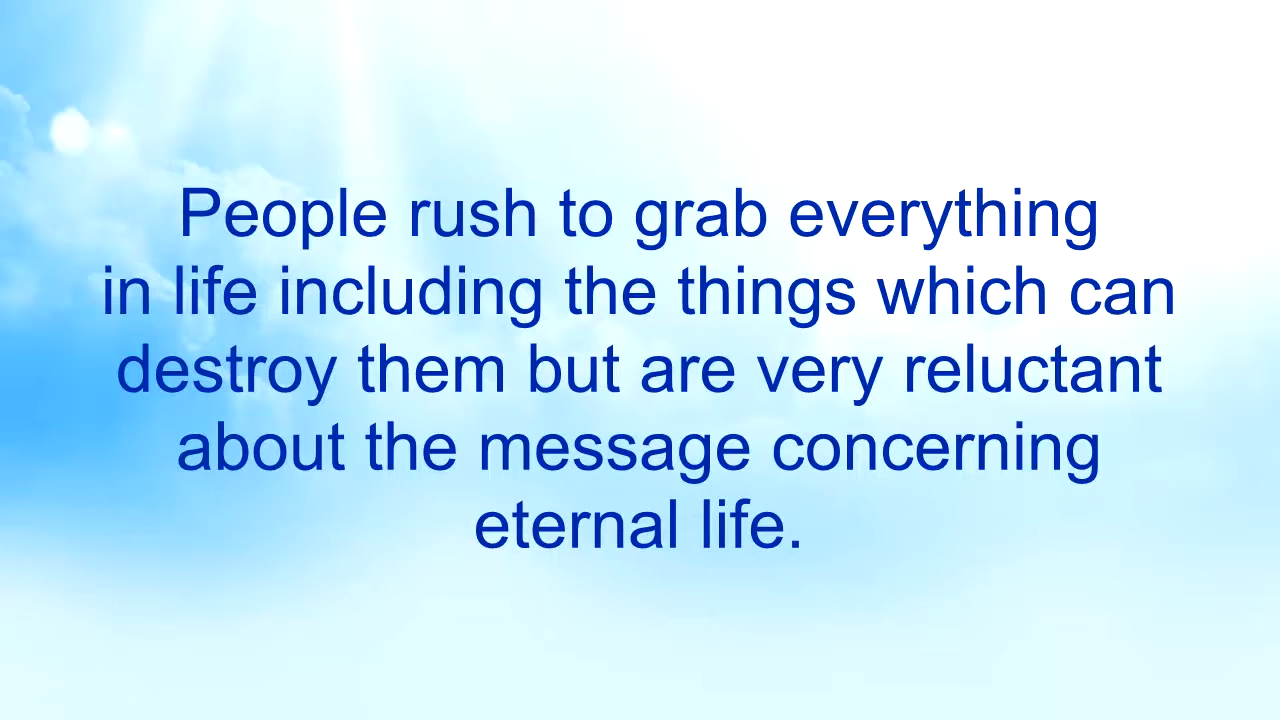 People rush to grab everything
in life including the things which can
destroy them but are very reluctant
about the message concerning
eternal life.